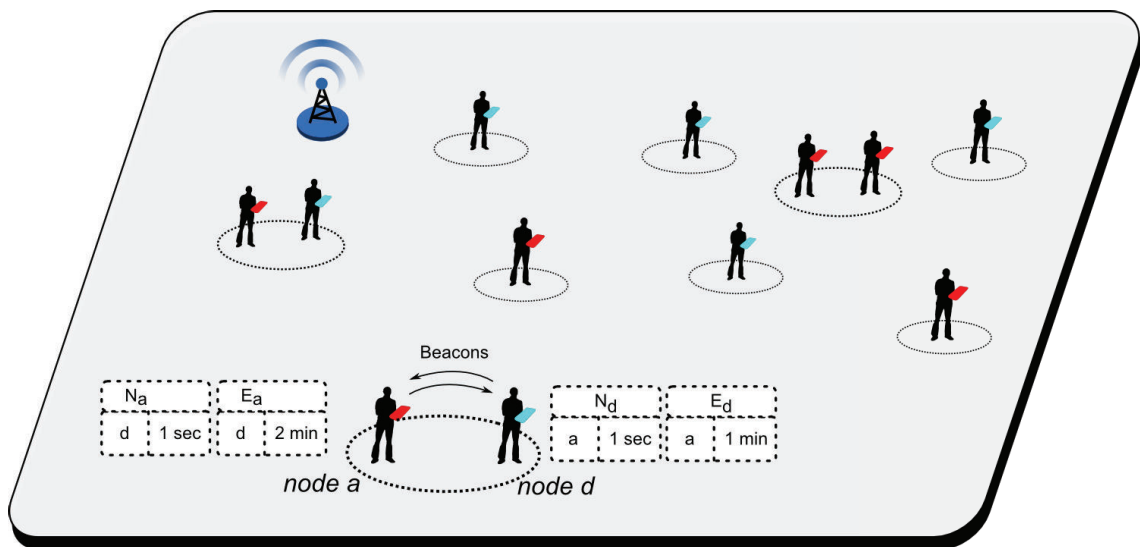 Beacons
Na Ea
d 1 sec d 2 min
Nd Ed
a 1 sec a 1 min
node a node d